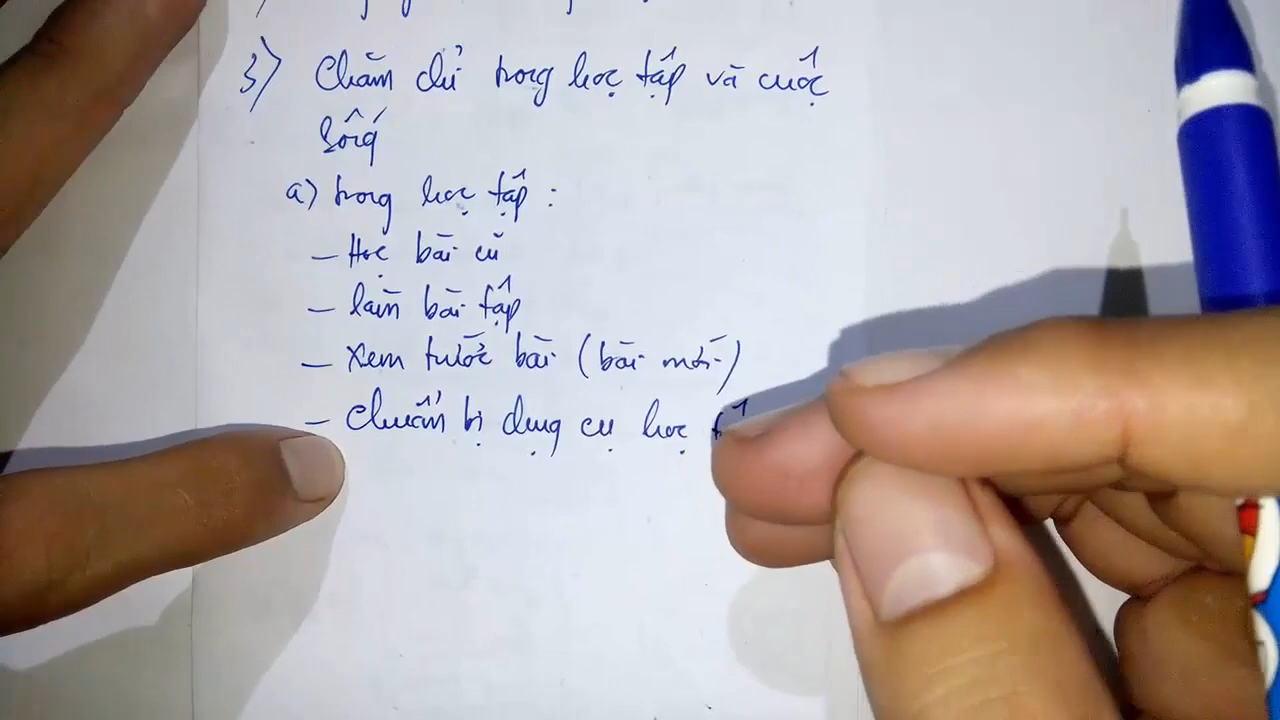 3) Chăm chỉ trong học tập và cuộc
sống
a) trong học tập :
– Học bài cũ
– làm bài tập
– Xem trước bài (bài mới)
– Chuẩn bị dụng cụ học